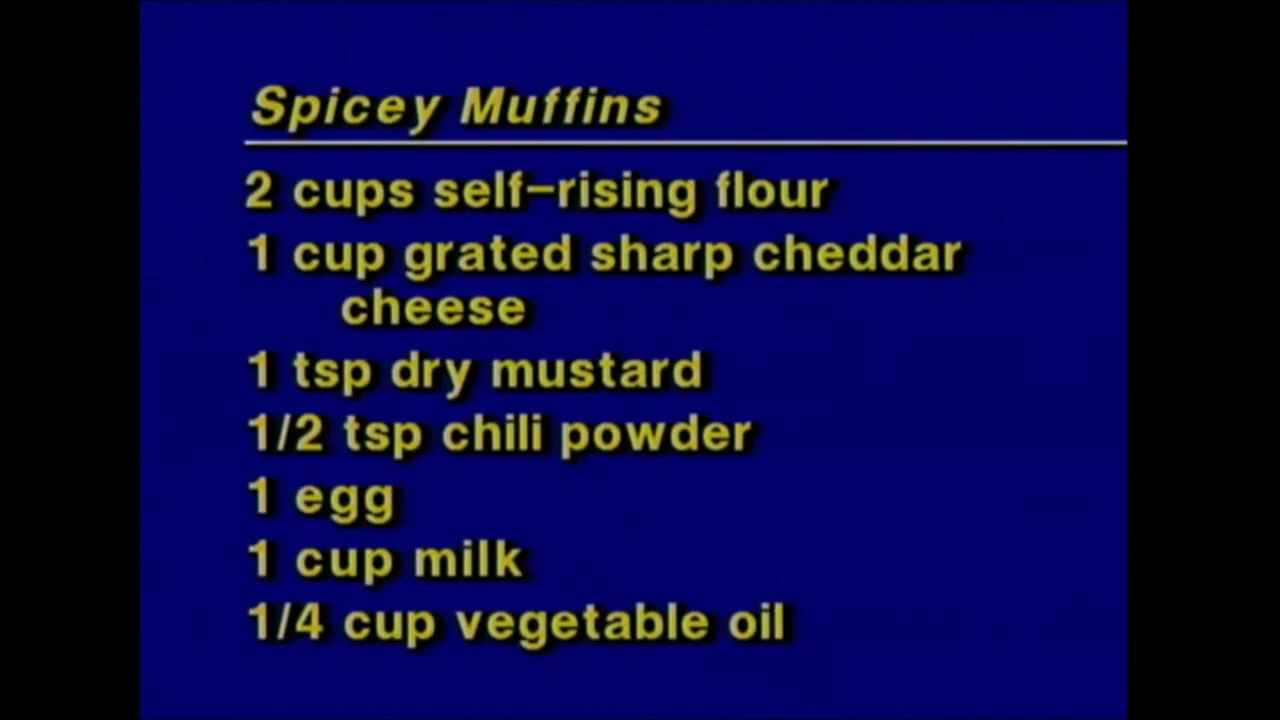 Spicey Muffins
2 cups self-rising flour
1 cup grated sharp cheddar
cheese
1 tsp dry mustard
1/2 tsp chili powder
1 egg
1 cup milk
1/4 cup vegetable oil